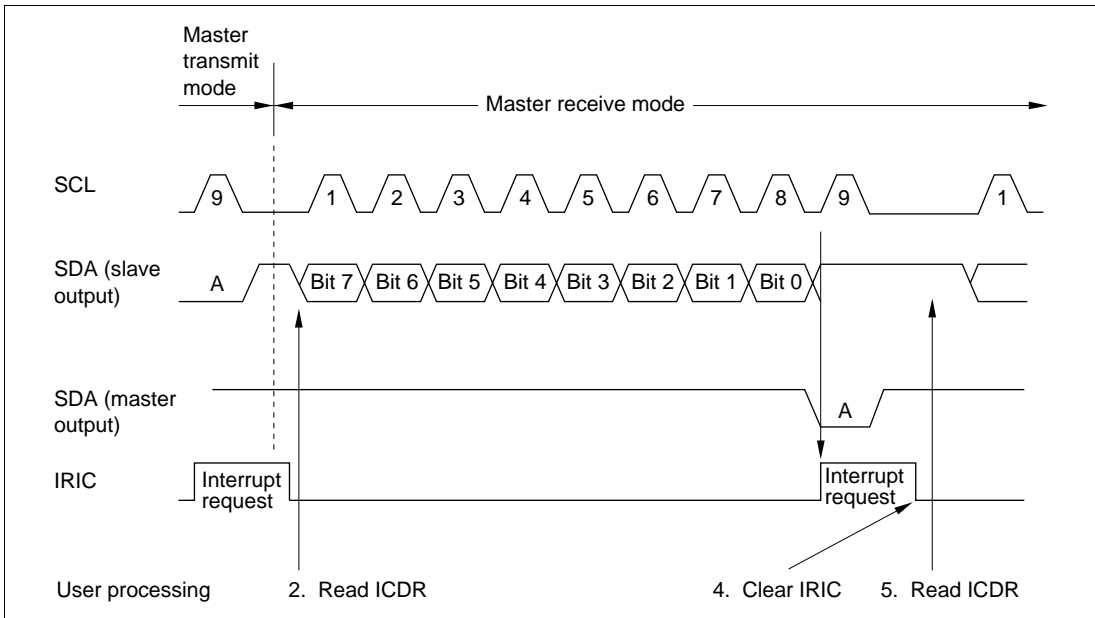 Master
transmit
mode
Master receive mode
SCL
9 1 2 3 4 5 6 7 8 9 1
SDA (slave
output)
A Bit 7 Bit 6 Bit 5 Bit 4 Bit 3 Bit 2 Bit 1 Bit 0
SDA (master
output)
A
IRIC
Interrupt
request
Interrupt
request
User processing 2. Read ICDR 4. Clear IRIC 5. Read ICDR